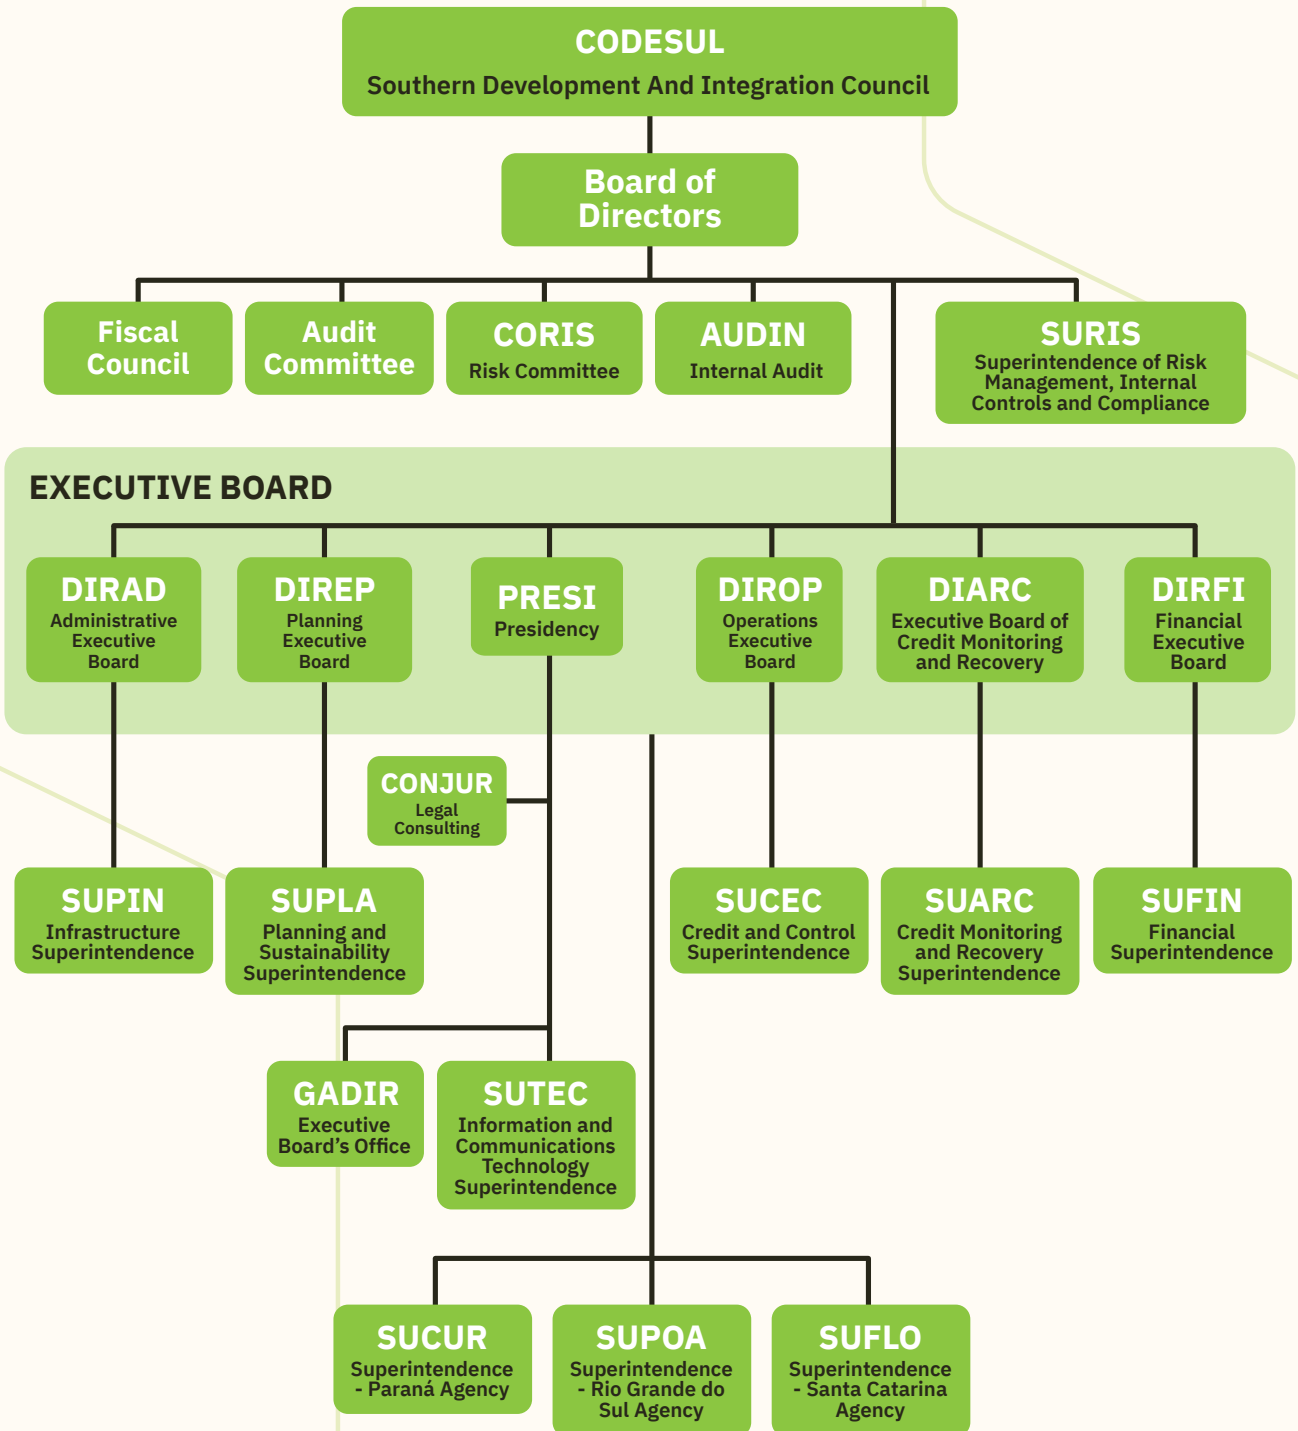 CODESUL
Southern Development And Integration Council
Board of
Directors
Fiscal
Council
Audit
Committee
CORIS
Risk Committee
AUDIN
Internal Audit
SURIS
Superintendence of Risk
Management, Internal
Controls and Compliance
EXECUTIVE BOARD
DIRAD
Administrative
Executive
Board
DIREP
Planning
Executive
Board
PRESI
Presidency
DIROP
Operations
Executive
Board
DIARC
Executive Board of
Credit Monitoring
and Recovery
DIRFI
Financial
Executive
Board
CONJUR
Legal
Consulting
SUPIN
Infrastructure
Superintendence
SUPLA
Planning and
Sustainability
Superintendence
SUCEC
Credit and Control
Superintendence
SUARC
Credit Monitoring
and Recovery
Superintendence
SUFIN
Financial
Superintendence
GADIR
Executive
Board’s Office
SUTEC
Information and
Communications
Technology
Superintendence
SUCUR
Superintendence
- Paraná Agency
SUPOA
Superintendence
- Rio Grande do
Sul Agency
SUFLO
Superintendence
- Santa Catarina
Agency